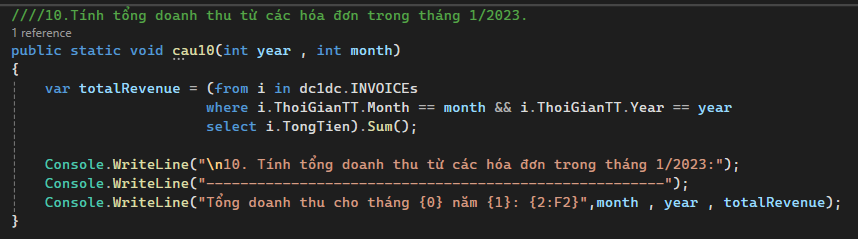 ////10.Tính tổng doanh thu từ các hóa đơn trong tháng 1/2023.
1 reference
public static void cau10(int year , int month)
{
var totalRevenue = (from i in dc1dc.INVOICEs
where i.ThoiGianTT.Month == month && i.ThoiGianTT.Year == year
select i.TongTien).Sum();
Console.WriteLine("\n10. Tính tổng doanh thu từ các hóa đơn trong tháng 1/2023:");
Console.WriteLine("------------------------------------------------------");
Console.WriteLine("Tổng doanh thu cho tháng {0} năm {1}: {2:F2}",month , year , totalRevenue);
}